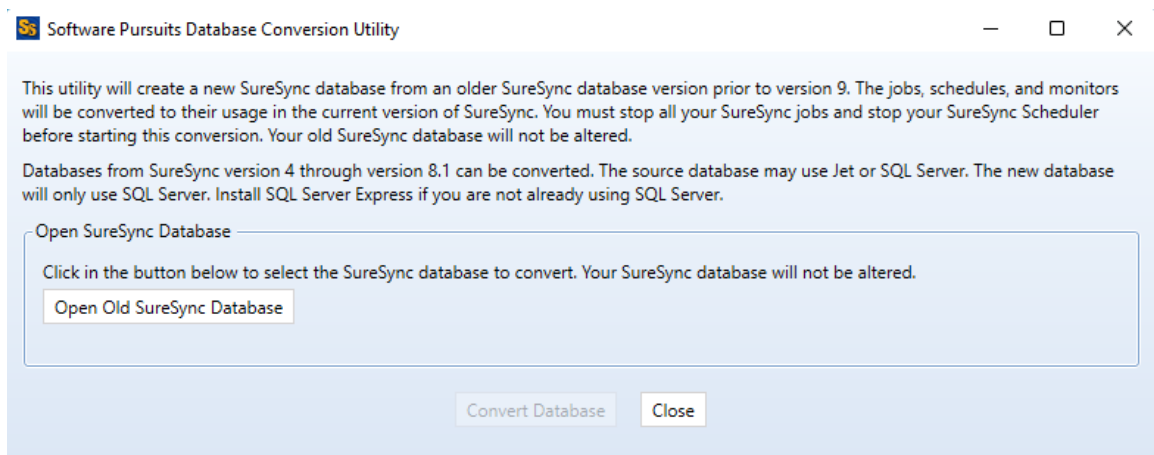 SS Software Pursuits Database Conversion Utility
This utility will create a new SureSync database from an older SureSync database version prior to version 9. The jobs, schedules, and monitors
will be converted to their usage in the current version of SureSync. You must stop all your SureSync jobs and stop your SureSync Scheduler
before starting this conversion. Your old SureSync database will not be altered.
Databases from SureSync version 4 through version 8.1 can be converted. The source database may use Jet or SQL Server. The new database
will only use SQL Server. Install SQL Server Express if you are not already using SQL Server.
Open SureSync Database
Click in the button below to select the SureSync database to convert. Your SureSync database will not be altered.
Open Old SureSync Database
Convert Database Close